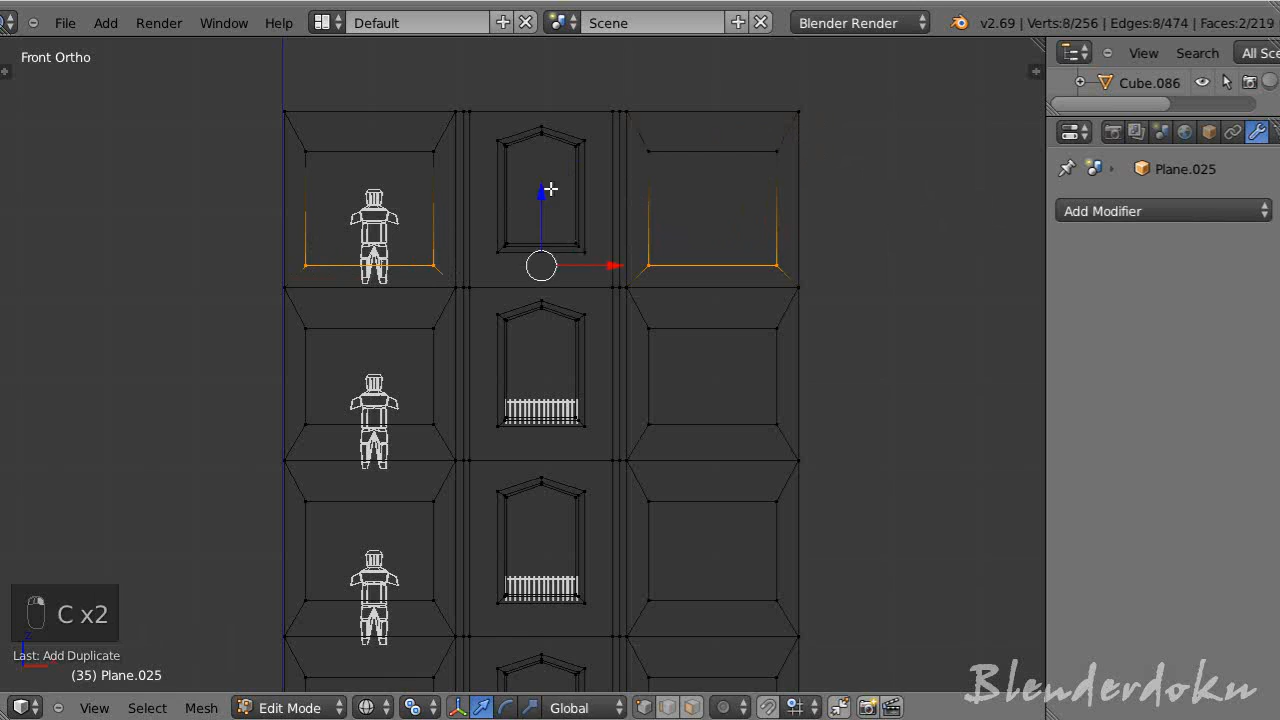 File Add Render Window Help Default Scene Blender Render v2.69 | Verts:8/256 | Edges:8/474 | Faces:2/219
Front Ortho
View Search All Sce
Cube.086
Plane.025
Add Modifier
C x2
z
Last: Add Duplicate
(35) Plane.025
Blenderdoku
View Select Mesh Edit Mode Global